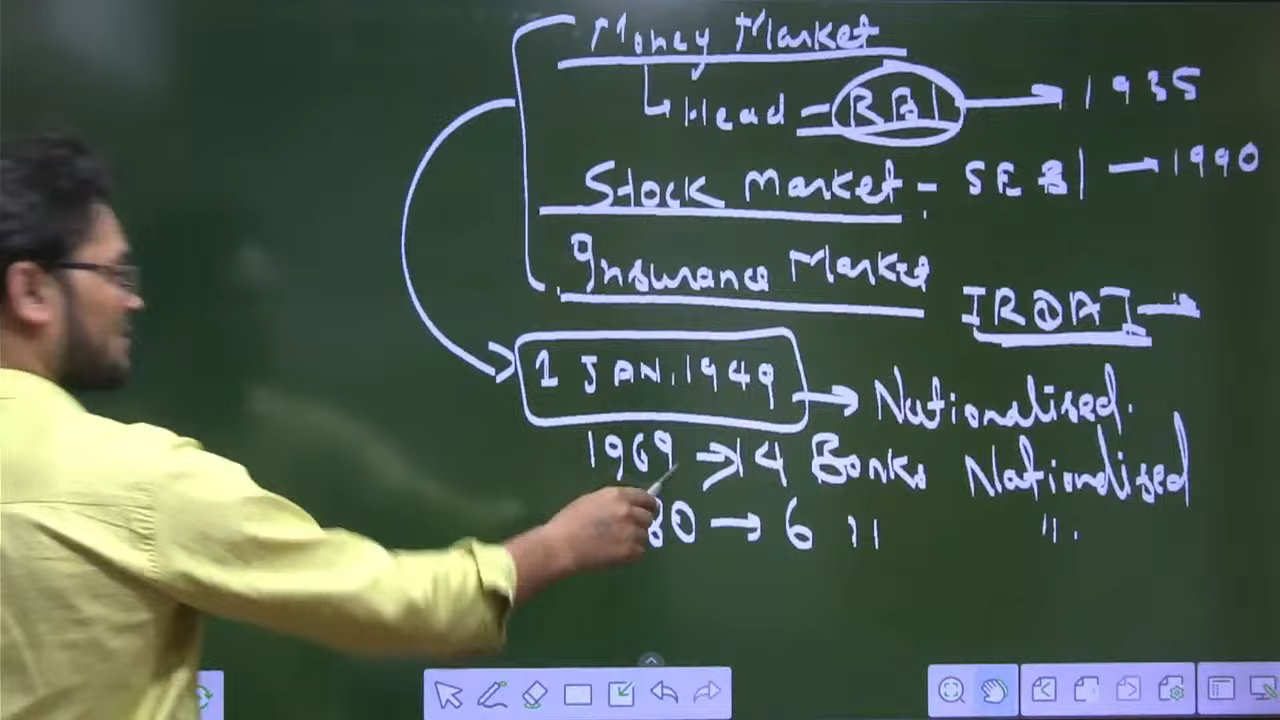 Money Market
Head = RBI → 1935
Stock Market - SEBI → 1990
Insurance Market IRDAI →
1 JAN. 1949 → Nationalised.
1969 → 14 Banks Nationalised
80 → 6 " ".